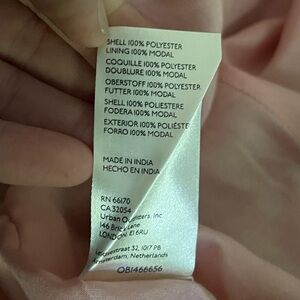 SHELL 100% POLYESTER
LINING 100% MODAL
COQUILLE 100% POLYESTER
DOUBLURE 100% MODAL
OBERSTOFF 100% POLYESTER
FUTTER 100% MODAL
SHELL 100% POLIESTERE
FODERA 100% MODAL
EXTERIOR 100% POLIÉSTE
FORRO 100% MODAL
MADE IN INDIA
HECHO EN INDIA
RN 66170
CA 32054
Urban Outfitters, Inc
146 Brick Lane
LONDON, E1 6RU
32, 1017 PB
Amsterdam, Netherlands
OB1466656